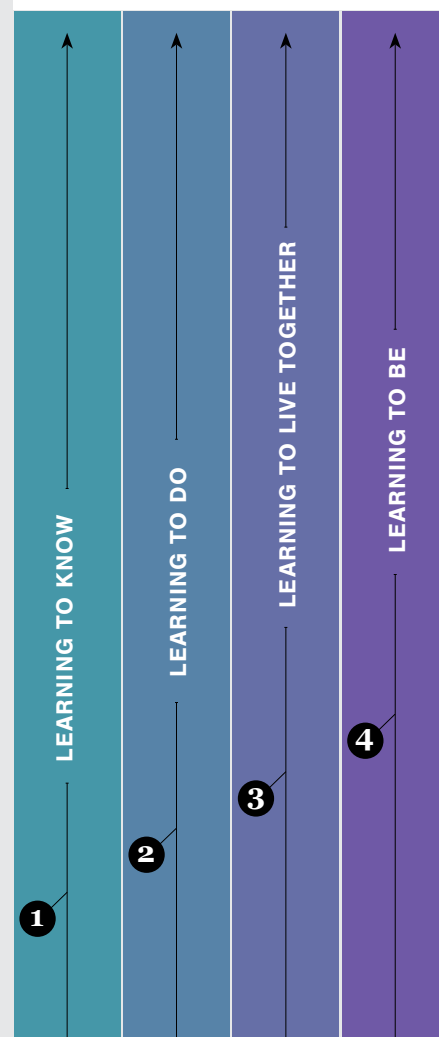 LEARNING TO KNOW
1
LEARNING TO DO
2
LEARNING TO LIVE TOGETHER
3
LEARNING TO BE
4